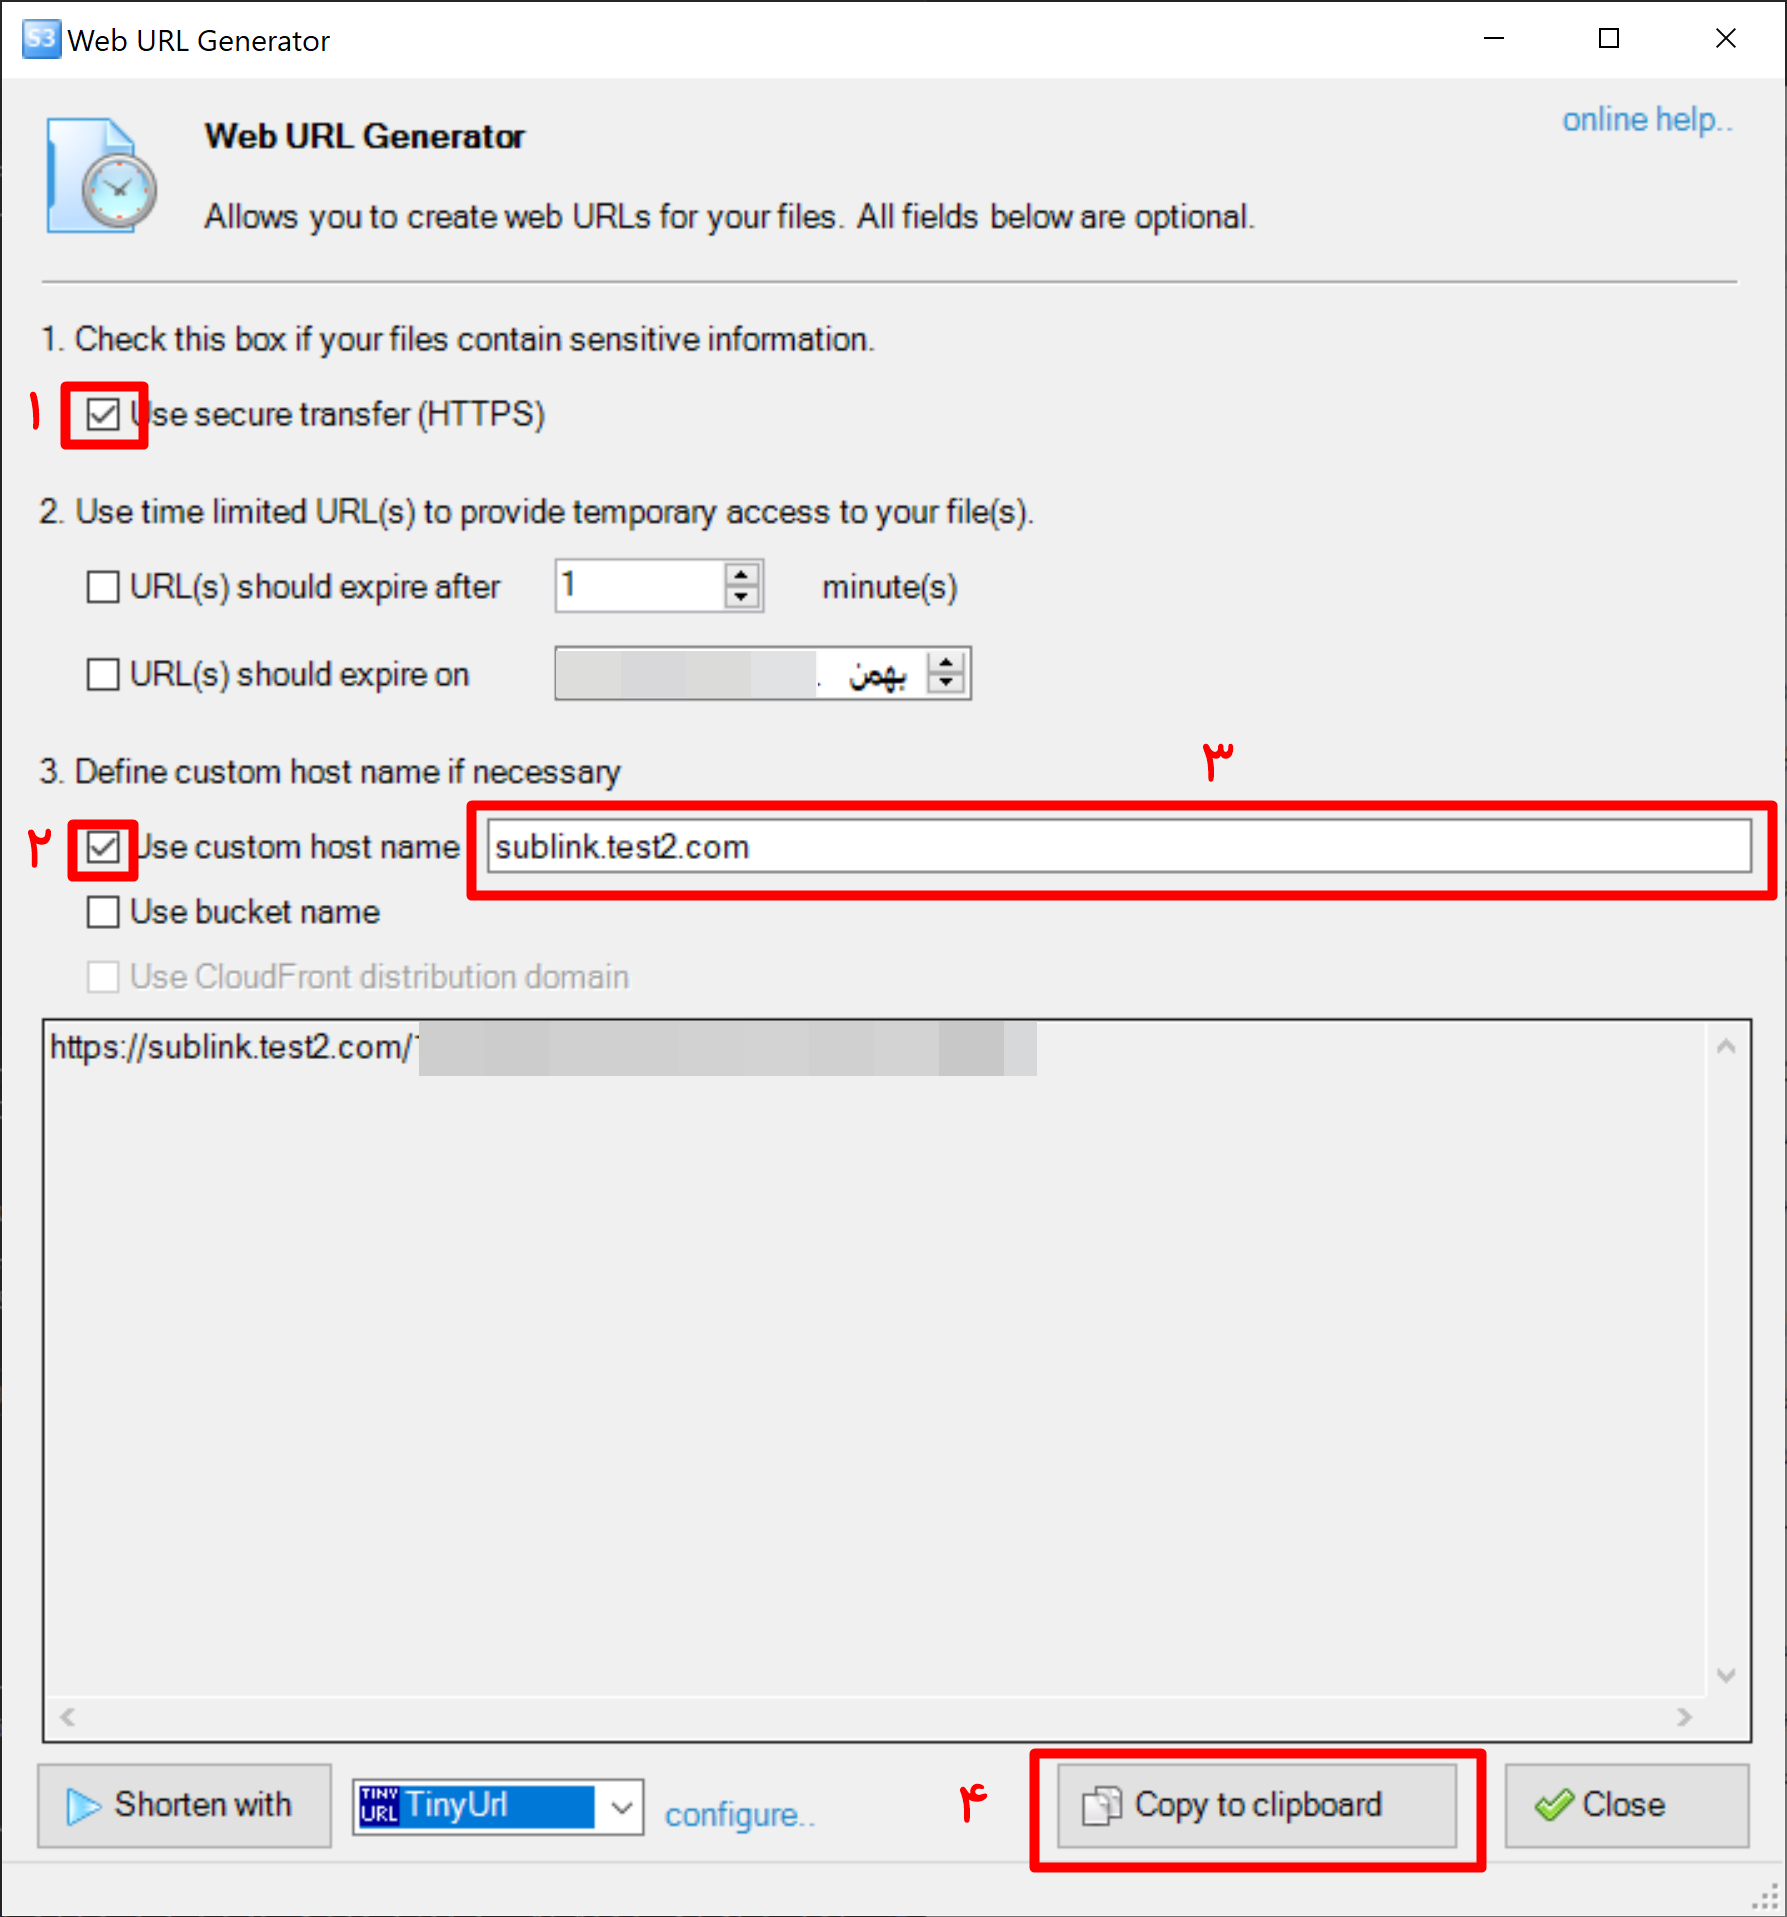 S3 Web URL Generator
Web URL Generator
online help..
Allows you to create web URLs for your files. All fields below are optional.
1. Check this box if your files contain sensitive information.
۱ Use secure transfer (HTTPS)
2. Use time limited URL(s) to provide temporary access to your file(s).
URL(s) should expire after 1 minute(s)
URL(s) should expire on . بهمن
3. Define custom host name if necessary
۳
۲ Use custom host name sublink.test2.com
Use bucket name
Use CloudFront distribution domain
https://sublink.test2.com/
Shorten with TINY URL TinyUrl configure.. ۴ Copy to clipboard Close